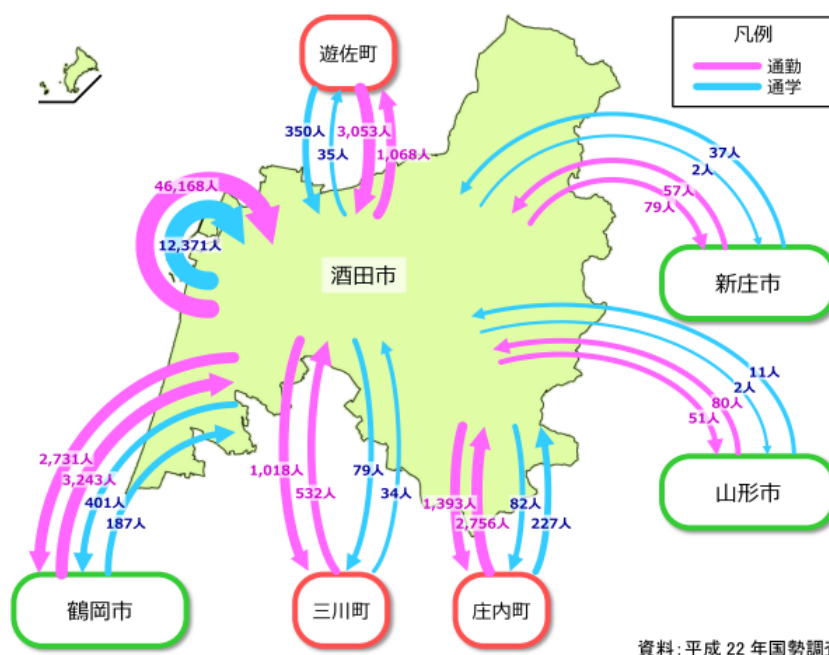 凡例
通勤
通学
遊佐町
350人
3,053人
35人
1,068人
37人
2人
57人
79人
46,168人
12,371人
酒田市
新庄市
11人
2人
80人
51人
2,731人
3,243人
401人
187人
1,018人
532人
79人
34人
1,393人
2,756人
82人
227人
山形市
鶴岡市
三川町
庄内町
資料：平成 22 年国勢調査